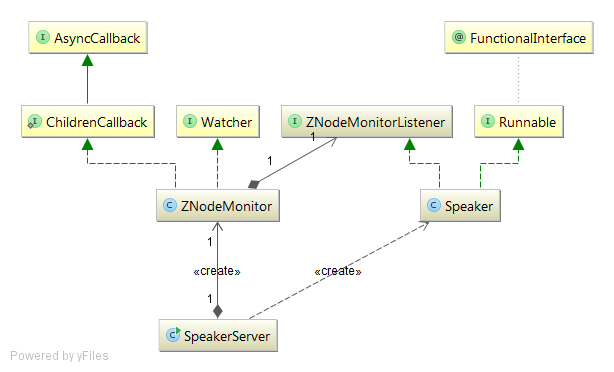 AsyncCallback
FunctionalInterface
ChildrenCallback
Watcher
ZNodeMonitorListener
Runnable
1
1
ZNodeMonitor
Speaker
1
«create»
«create»
1
SpeakerServer
Powered by yFiles